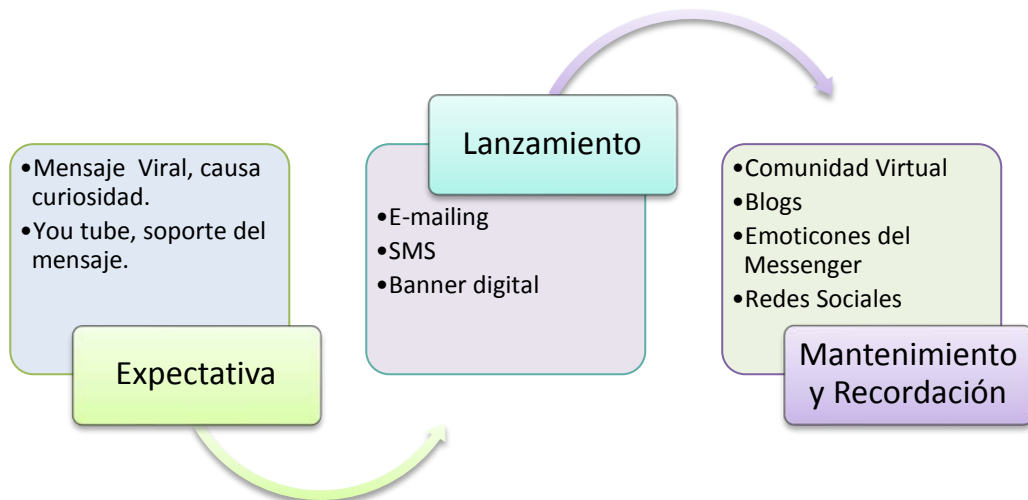 •Mensaje Viral, causa
curiosidad.
•You tube, soporte del
mensaje.
Expectativa
Lanzamiento
•E-mailing
•SMS
•Banner digital
•Comunidad Virtual
•Blogs
•Emoticones del
Messenger
•Redes Sociales
Mantenimiento
y Recordación